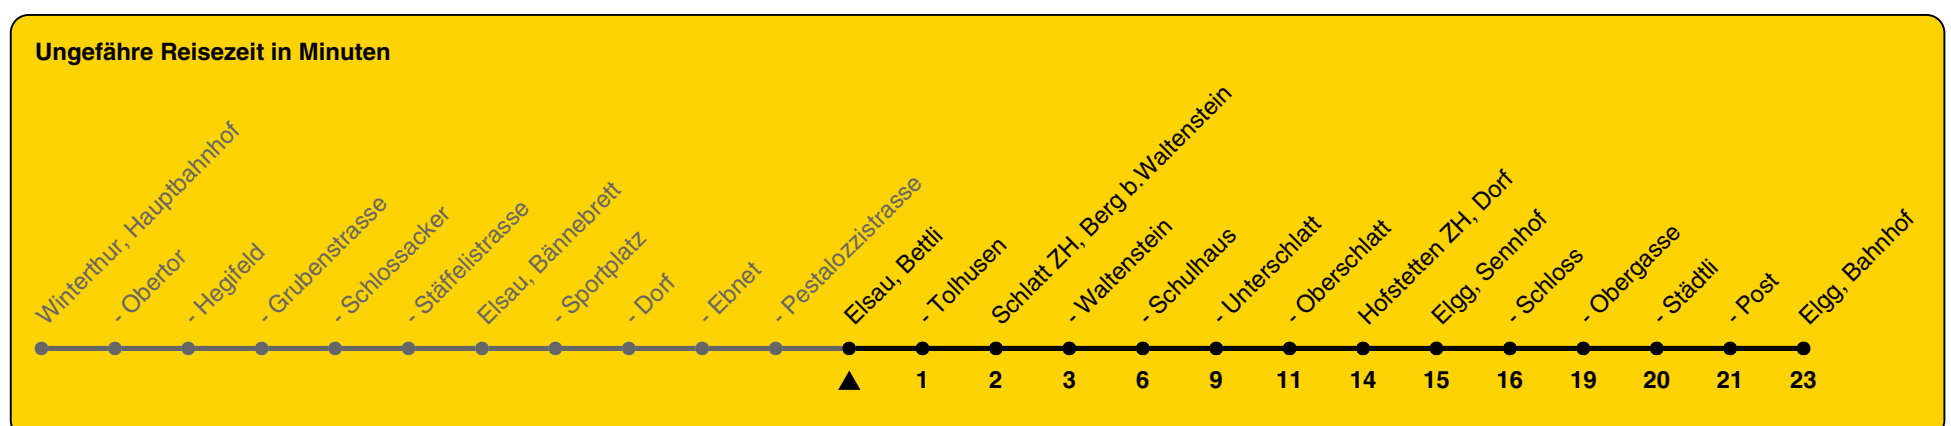 Ungefähre Reisezeit in Minuten
Winterthur, Hauptbahnhof
- Obertor
- Hegifeld
- Grubenstrasse
- Schlossacker
- Stäffelistrasse
Elsau, Bännebrett
- Sportplatz
- Dorf
- Ebnet
- Pestalozzistrasse
Elsau, Bettli
- Tolhusen
Schlatt ZH, Berg b.Waltenstein
- Waltenstein
- Schulhaus
- Unterschlatt
- Oberschlatt
Hofstetten ZH, Dorf
Elgg, Sennhof
- Schloss
- Obergasse
- Städtli
- Post
Elgg, Bahnhof
1 2 3 6 9 11 14 15 16 19 20 21 23